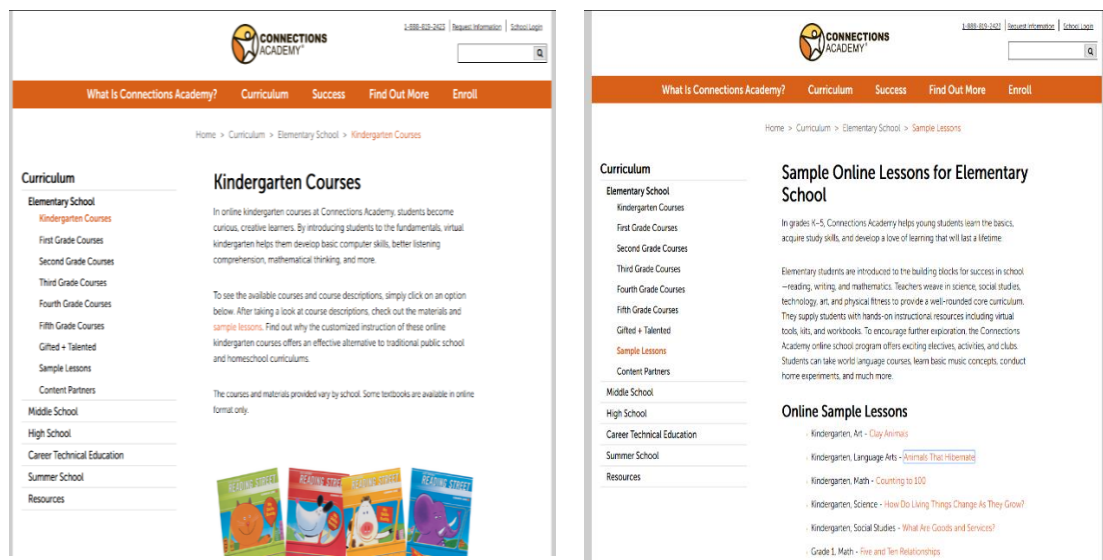 CONNECTIONS
ACADEMY®
1-888-819-2423 | Request Information | School Login
What Is Connections Academy? Curriculum Success Find Out More Enroll
Home > Curriculum > Elementary School > Kindergarten Courses
Curriculum
Elementary School
Kindergarten Courses
First Grade Courses
Second Grade Courses
Third Grade Courses
Fourth Grade Courses
Fifth Grade Courses
Gifted + Talented
Sample Lessons
Content Partners
Middle School
High School
Career Technical Education
Summer School
Resources
Kindergarten Courses
In online kindergarten courses at Connections Academy, students become
curious, creative learners. By introducing students to the fundamentals, virtual
kindergarten helps them develop basic computer skills, better listening
comprehension, mathematical thinking, and more.
To see the available courses and course descriptions, simply click on an option
below. After taking a look at course descriptions, check out the materials and
sample lessons. Find out why the customized instruction of these online
kindergarten courses offers an effective alternative to traditional public school
and homeschool curriculums.
The courses and materials provided vary by school. Some textbooks are available in online
format only.
READING STREET
READING STREET
READING STREET
READING STREET
CONNECTIONS
ACADEMY®
1-888-819-2423 | Request Information | School Login
What Is Connections Academy? Curriculum Success Find Out More Enroll
Home > Curriculum > Elementary School > Sample Lessons
Curriculum
Elementary School
Kindergarten Courses
First Grade Courses
Second Grade Courses
Third Grade Courses
Fourth Grade Courses
Fifth Grade Courses
Gifted + Talented
Sample Lessons
Content Partners
Middle School
High School
Career Technical Education
Summer School
Resources
Sample Online Lessons for Elementary
School
In grades K–5, Connections Academy helps young students learn the basics,
acquire study skills, and develop a love of learning that will last a lifetime.
Elementary students are introduced to the building blocks for success in school
—reading, writing, and mathematics. Teachers weave in science, social studies,
technology, art, and physical fitness to provide a well-rounded core curriculum.
They supply students with hands-on instructional resources including virtual
tools, kits, and workbooks. To encourage further exploration, the Connections
Academy online school program offers exciting electives, activities, and clubs.
Students can take world language courses, learn basic music concepts, conduct
home experiments, and much more.
Online Sample Lessons
Kindergarten, Art - Clay Animals
Kindergarten, Language Arts - Animals That Hibernate
Kindergarten, Math - Counting to 100
Kindergarten, Science - How Do Living Things Change As They Grow?
Kindergarten, Social Studies - What Are Goods and Services?
Grade 1, Math - Five and Ten Relationships